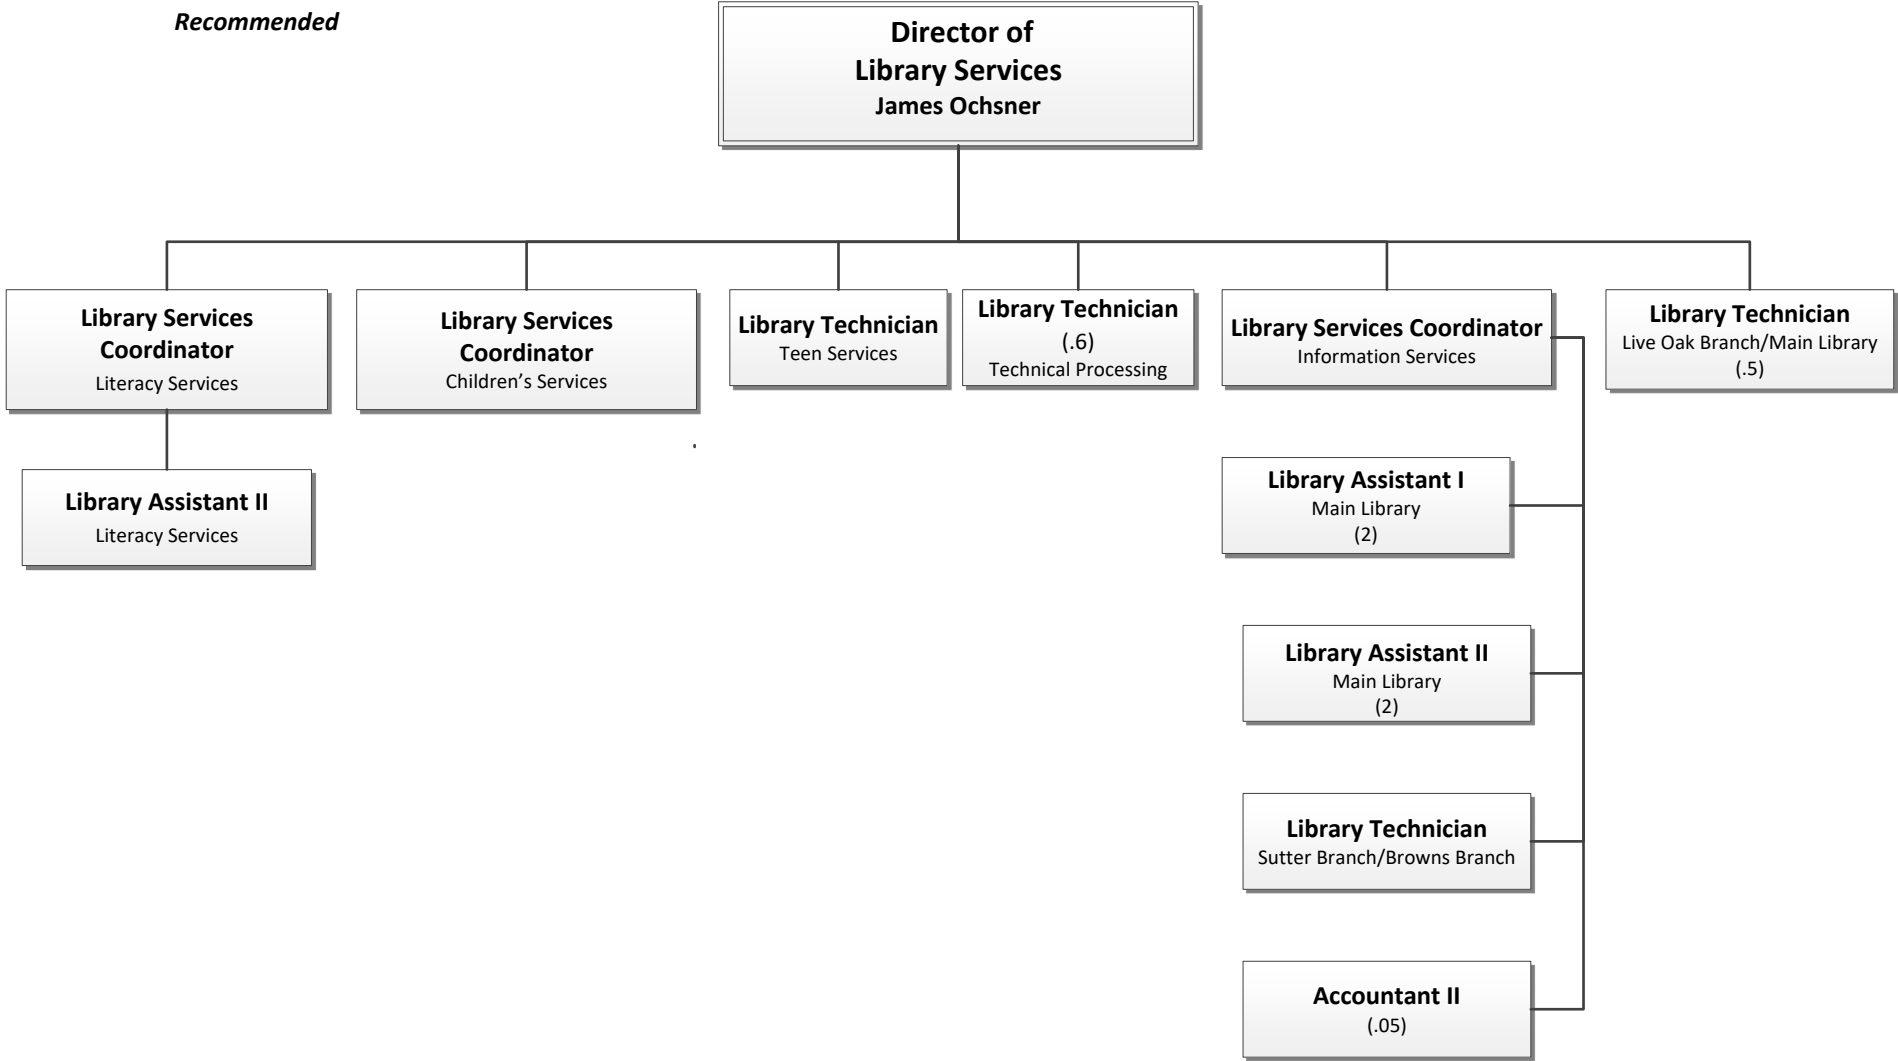 Recommended
Director of
Library Services
James Ochsner
Library Services
Coordinator
Literacy Services
Library Services
Coordinator
Children’s Services
Library Technician
Teen Services
Library Technician
(.6)
Technical Processing
Library Services Coordinator
Information Services
Library Technician
Live Oak Branch/Main Library
(.5)
Library Assistant II
Literacy Services
Library Assistant I
Main Library
(2)
Library Assistant II
Main Library
(2)
Library Technician
Sutter Branch/Browns Branch
Accountant II
(.05)